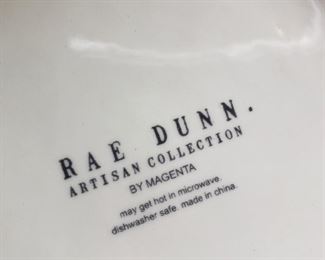 RAE DUNN.
ARTISAN COLLECTION
BY MAGENTA
may get hot in microwave.
dishwasher safe. made in china.